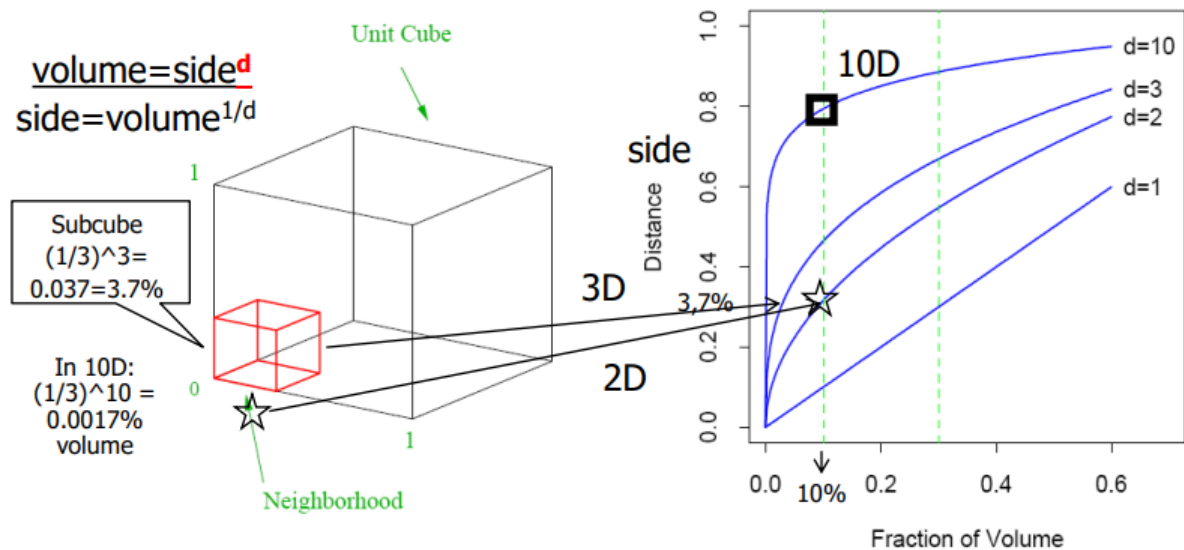 volume=side^d
side=volume^1/d
Unit Cube
1
Subcube
(1/3)^3=
0.037=3.7%
In 10D:
(1/3)^10 =
0.0017%
volume
0
1
Neighborhood
3D
2D
side
Distance
0.0
0.2
0.4
0.6
0.8
1.0
10D
d=10
d=3
d=2
d=1
3,7%
0.0
0.2
0.4
0.6
10%
Fraction of Volume